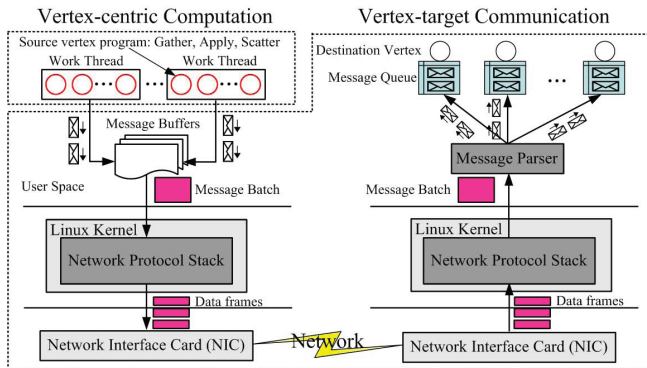 Vertex-centric Computation
Vertex-target Communication
Source vertex program: Gather, Apply, Scatter
Work Thread
Work Thread
...
...
...
Message Buffers
User Space
Message Batch
Linux Kernel
Network Protocol Stack
Data frames
Network Interface Card (NIC)
Network
Destination Vertex
Message Queue
...
Message Parser
Message Batch
Linux Kernel
Network Protocol Stack
Data frames
Network Interface Card (NIC)